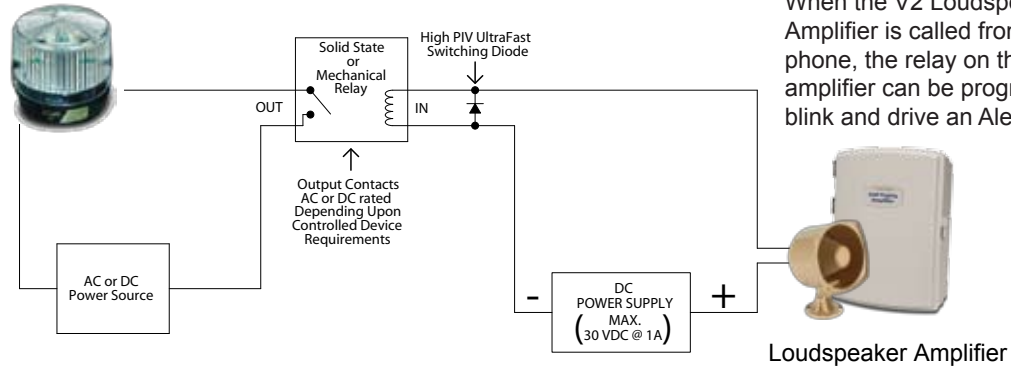 When the V2 Loudspe
Amplifier is called from
phone, the relay on th
amplifier can be progr
blink and drive an Ale
High PIV UltraFast
Switching Diode
Solid State
or
Mechanical
Relay
OUT
IN
Output Contacts
AC or DC rated
Depending Upon
Controlled Device
Requirements
AC or DC
Power Source
-
DC
POWER SUPPLY
(MAX.
30 VDC @ 1A)
+
Loudspeaker Amplifier